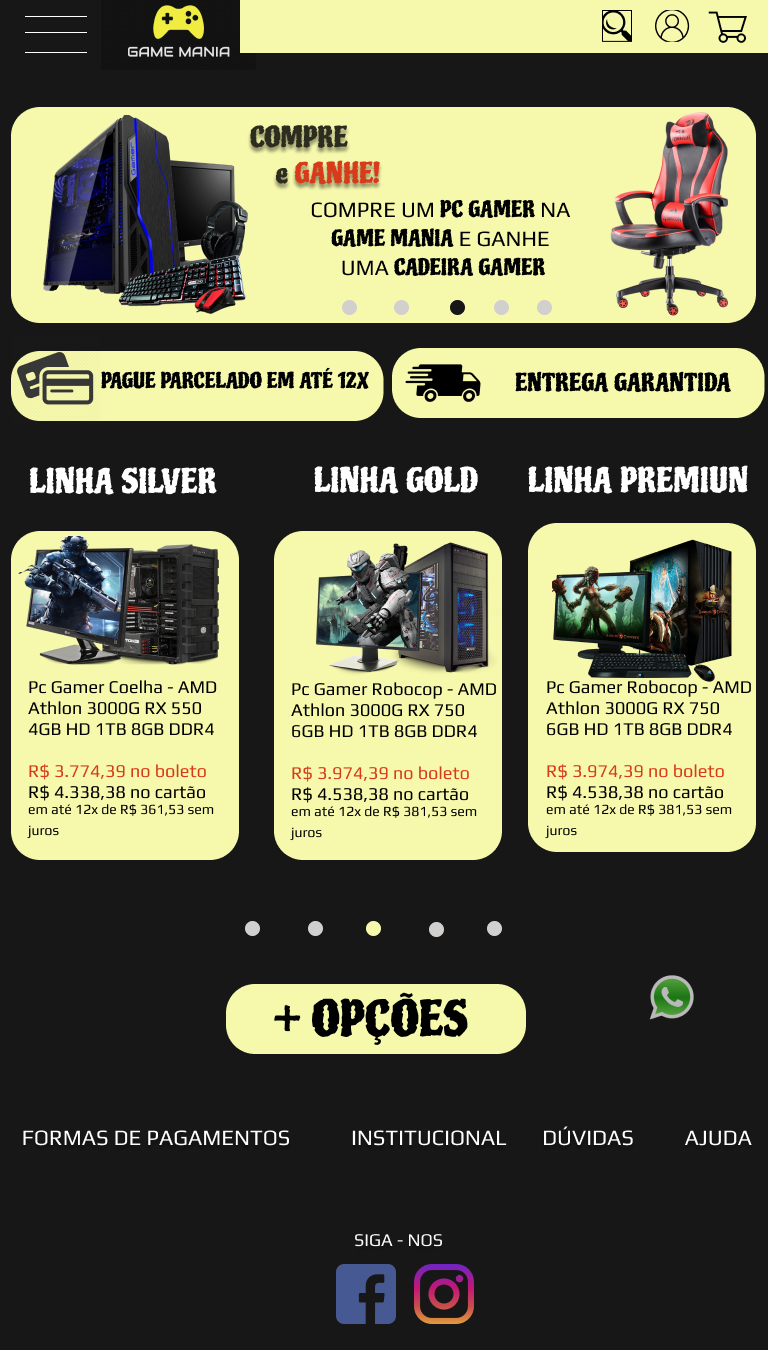 GAME MANIA
COMPRE
e GANHE!
COMPRE UM PC GAMER NA
GAME MANIA E GANHE
UMA CADEIRA GAMER
PAGUE PARCELADO EM ATÉ 12X
ENTREGA GARANTIDA
LINHA SILVER
LINHA GOLD
LINHA PREMIUN
Pc Gamer Coelha - AMD
Athlon 3000G RX 550
4GB HD 1TB 8GB DDR4
R$ 3.774,39 no boleto
R$ 4.338,38 no cartão
em até 12x de R$ 361,53 sem
juros
Pc Gamer Robocop - AMD
Athlon 3000G RX 750
6GB HD 1TB 8GB DDR4
R$ 3.974,39 no boleto
R$ 4.538,38 no cartão
em até 12x de R$ 381,53 sem
juros
Pc Gamer Robocop - AMD
Athlon 3000G RX 750
6GB HD 1TB 8GB DDR4
R$ 3.974,39 no boleto
R$ 4.538,38 no cartão
em até 12x de R$ 381,53 sem
juros
+ OPÇÕES
FORMAS DE PAGAMENTOS
INSTITUCIONAL
DÚVIDAS
AJUDA
SIGA - NOS